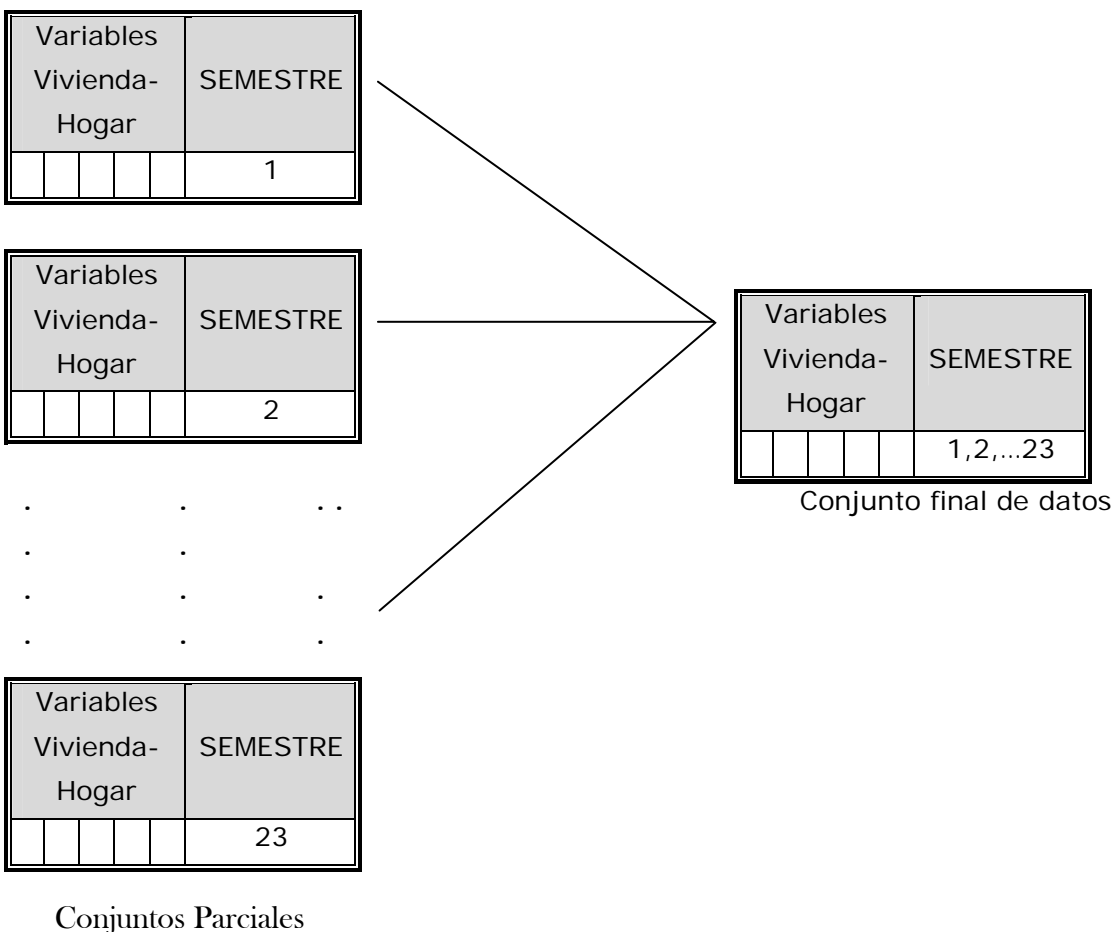 Variables
Vivienda-
Hogar
SEMESTRE
1
Variables
Vivienda-
Hogar
SEMESTRE
2
. . . .
. .
. . .
. . .
Variables
Vivienda-
Hogar
SEMESTRE
23
Conjuntos Parciales
Variables
Vivienda-
Hogar
SEMESTRE
1,2,...23
Conjunto final de datos